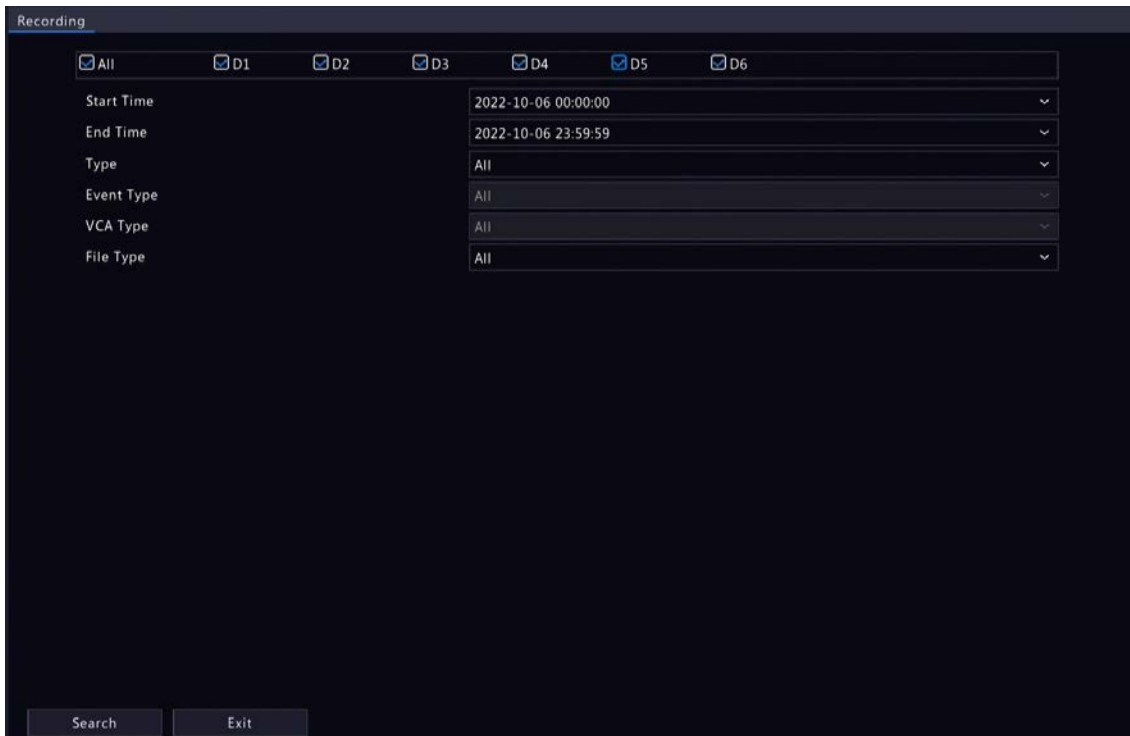 Recording
All D1 D2 D3 D4 D5 D6
Start Time 2022-10-06 00:00:00
End Time 2022-10-06 23:59:59
Type All
Event Type All
VCA Type All
File Type All
Search Exit